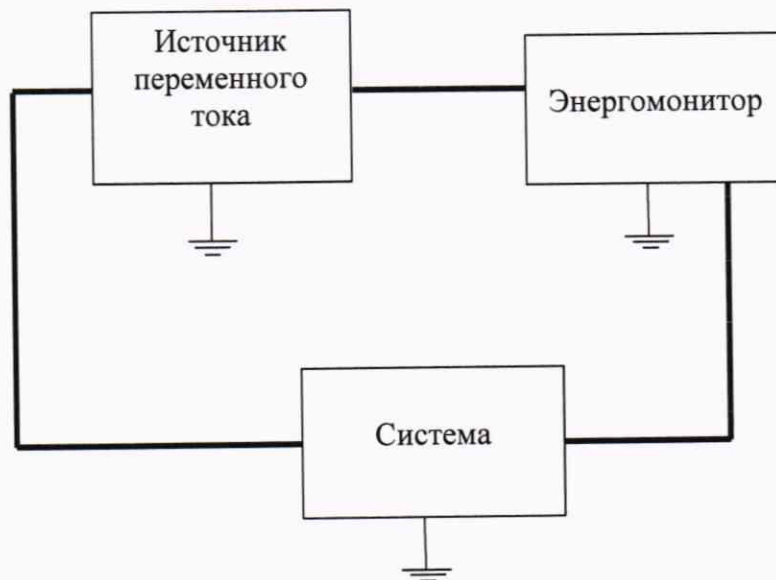 Источник
переменного
тока
Энергомонитор
Система